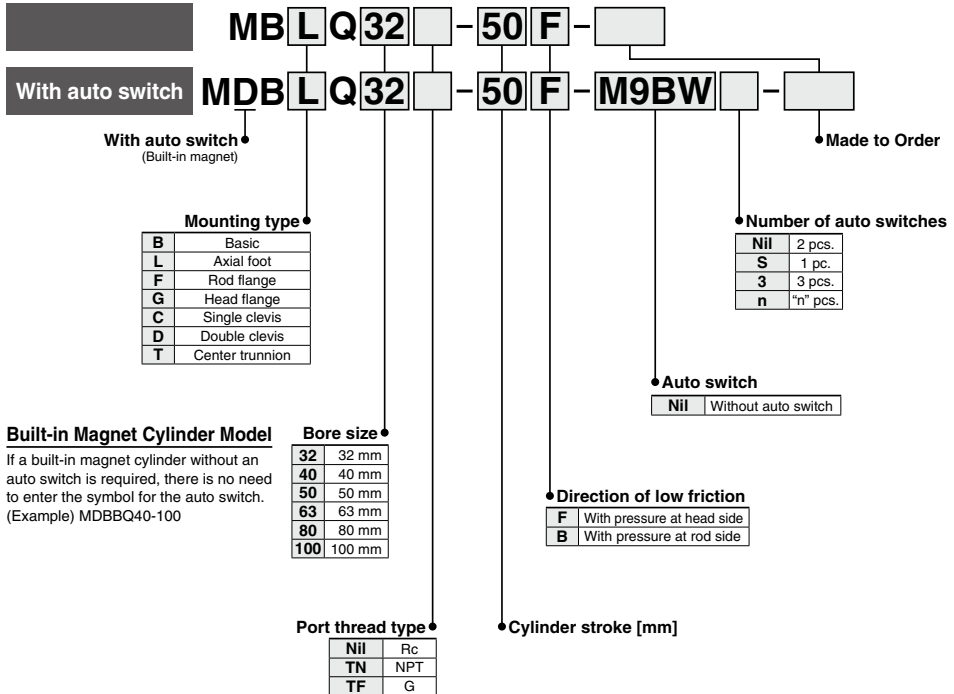 MB L Q 32 – 50 F –
With auto switch MDB L Q 32 – 50 F – M9BW –
With auto switch
(Built-in magnet)
Made to Order
Mounting type
B Basic
L Axial foot
F Rod flange
G Head flange
C Single clevis
D Double clevis
T Center trunnion
Number of auto switches
Nil 2 pcs.
S 1 pc.
3 3 pcs.
n "n" pcs.
Auto switch
Nil Without auto switch
Built-in Magnet Cylinder Model
If a built-in magnet cylinder without an
auto switch is required, there is no need
to enter the symbol for the auto switch.
(Example) MDBBQ40-100
Bore size
32 32 mm
40 40 mm
50 50 mm
63 63 mm
80 80 mm
100 100 mm
Direction of low friction
F With pressure at head side
B With pressure at rod side
Port thread type
Nil Rc
TN NPT
TF G
Cylinder stroke [mm]